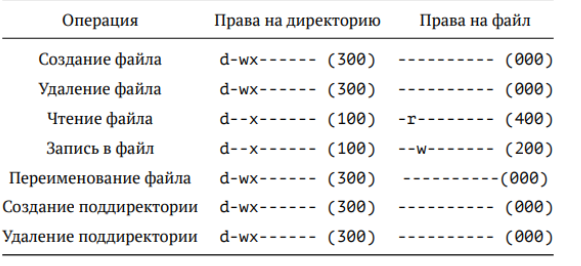 Операция Права на директорию Права на файл
Создание файла d-wx------ (300) ---------- (000)
Удаление файла d-wx------ (300) ---------- (000)
Чтение файла d--x------ (100) -r-------- (400)
Запись в файл d--x------ (100) --w------- (200)
Переименование файла d-wx------ (300) ----------(000)
Создание поддиректории d-wx------ (300) ---------- (000)
Удаление поддиректории d-wx------ (300) ---------- (000)